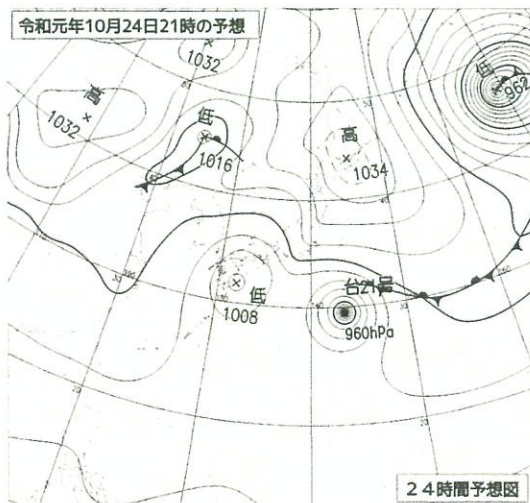 令和元年10月24日21時の予想
1032
低
962
高
1032
低
1016
高
1034
低
1008
台21号
960hPa
24時間予想図